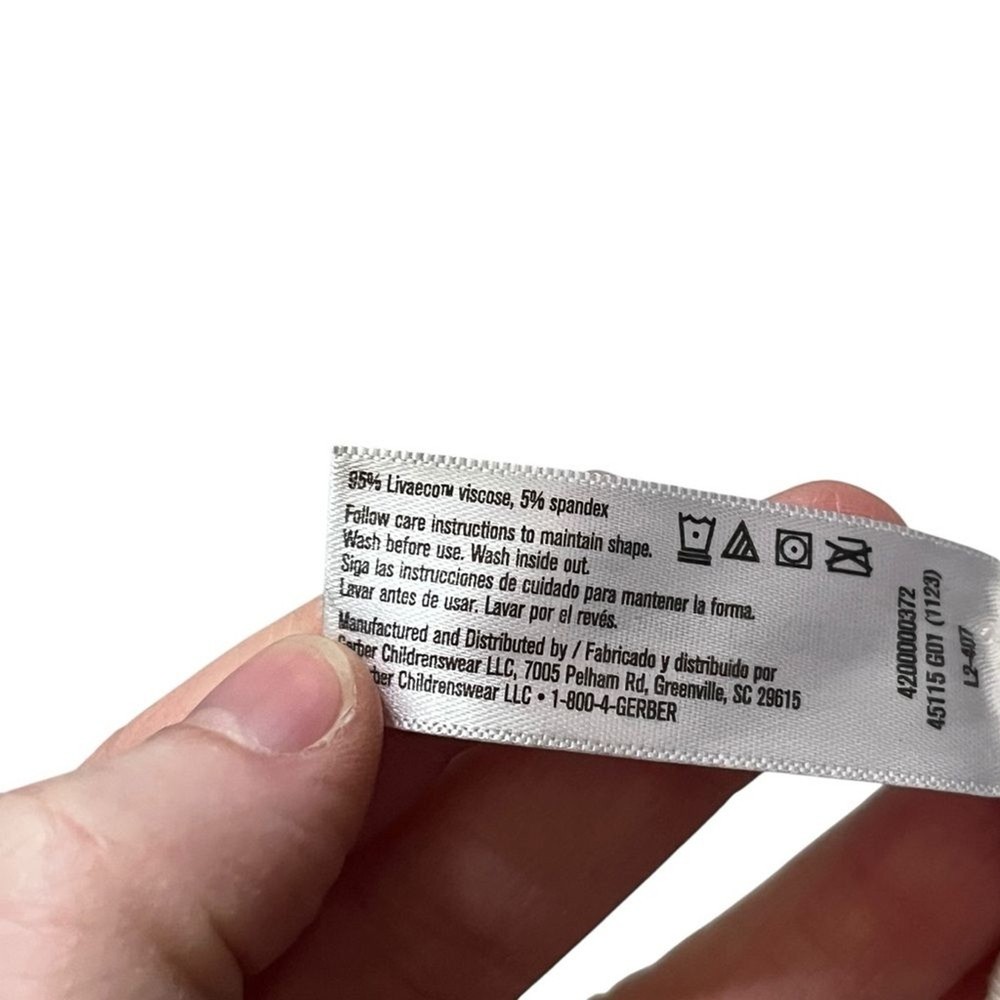 95% Livaeco™ viscose, 5% spandex
Follow care instructions to maintain shape.
Wash before use. Wash inside out.
Siga las instrucciones de cuidado para mantener la forma.
Lavar antes de usar. Lavar por el revés.
Manufactured and Distributed by / Fabricado y distribuido por
Gerber Childrenswear LLC, 7005 Pelham Rd, Greenville, SC 29615
Gerber Childrenswear LLC • 1-800-4-GERBER
42000000372
45115 G01 (1123)
L2-407